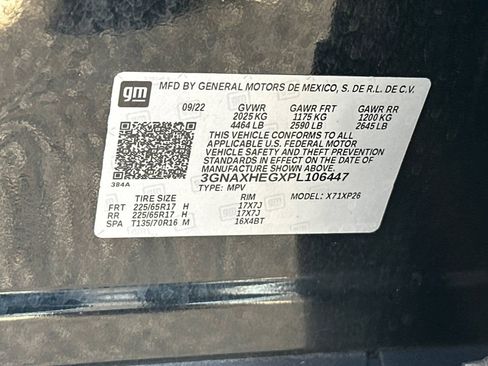 gm
MFD BY GENERAL MOTORS DE MEXICO, S. DE R.L. DE C.V.
09/22 GVWR GAWR FRT GAWR RR
2025 KG 1175 KG 1200 KG
4464 LB 2590 LB 2645 LB
THIS VEHICLE CONFORMS TO ALL
APPLICABLE U.S. FEDERAL MOTOR
VEHICLE SAFETY, BUMPER, AND THEFT
PREVENTION STANDARDS IN EFFECT ON
THE DATE OF MANUFACTURE SHOWN ABOVE.
384A 3GNAXHEGXPL106447
TYPE: MPV MODEL: X71XP26
TIRE SIZE RIM
FRT 225/65R17 H 17X7J
RR 225/65R17 H 17X7J
SPA T135/70R16 M 16X4BT